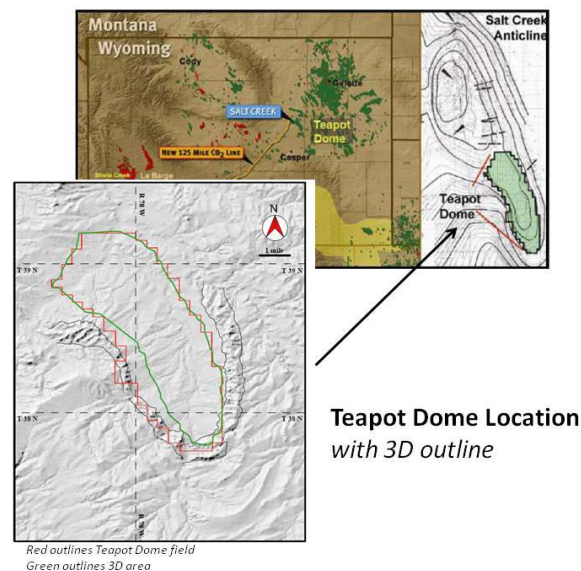 Montana
Wyoming
Cody
Gillette
SALT CREEK
Teapot
Dome
NEW 125 MILE CO2 LINE
Casper
La Barge
Salt Creek
Anticline
Teapot
Dome
R 78 W
N
1 mile
T 39 N
T 39 N
T 38 N
T 38 N
R 78 W
Teapot Dome Location
with 3D outline
Red outlines Teapot Dome field
Green outlines 3D area